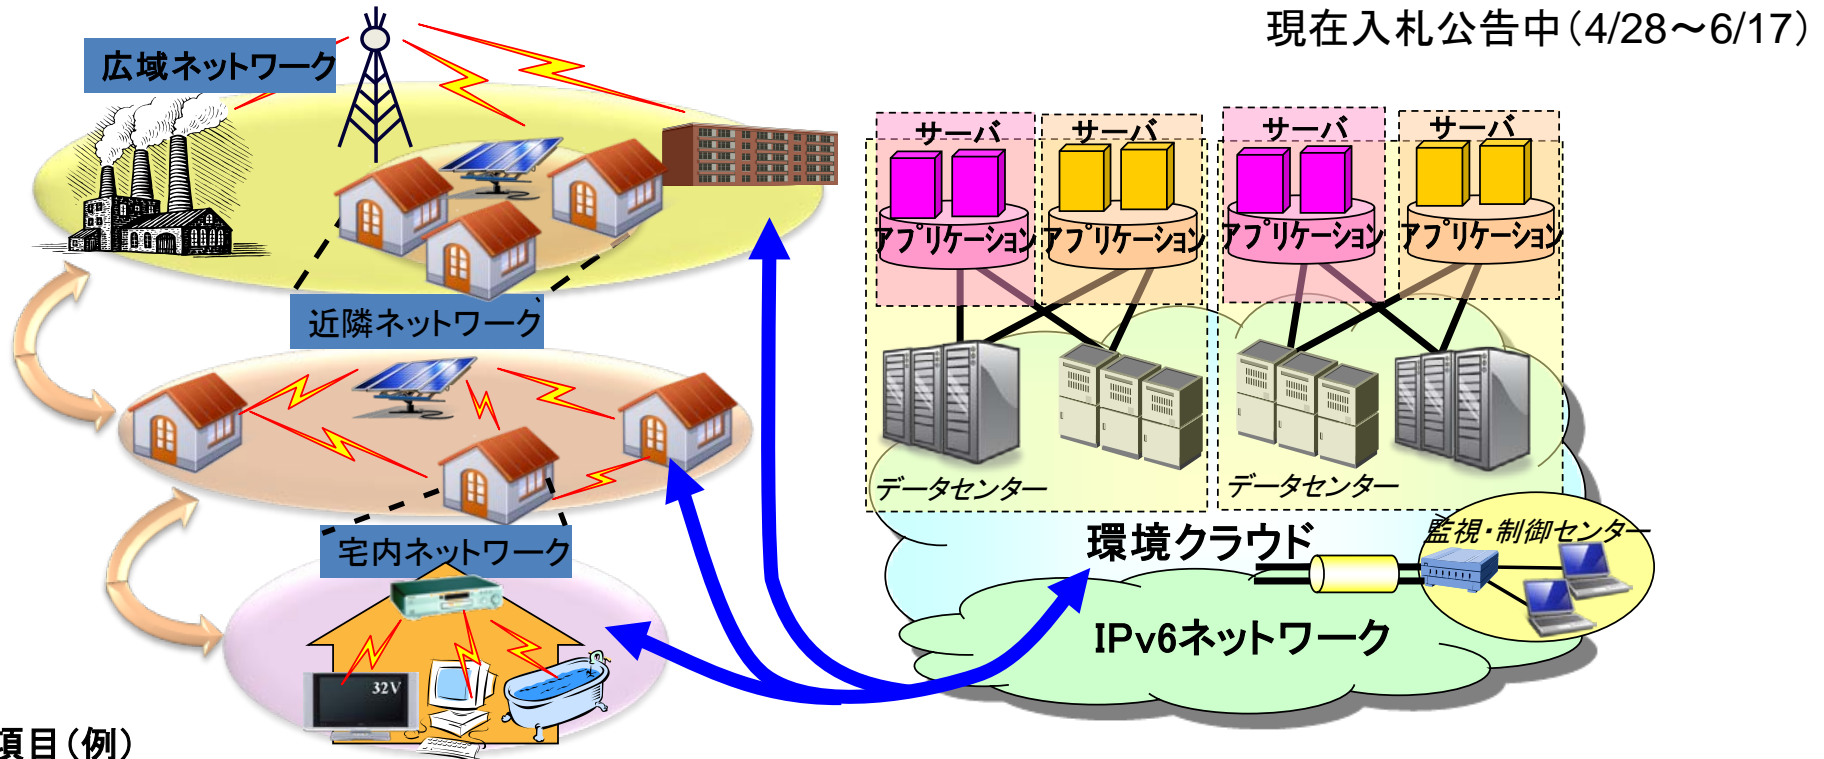 現在入札公告中（4/28～6/17）
広域ネットワーク
サーバ
サーバ
サーバ
サーバ
アプリケーション
アプリケーション
アプリケーション
アプリケーション
近隣ネットワーク
データセンター
データセンター
環境クラウド
監視・制御センター
宅内ネットワーク
IPv6ネットワーク
32V
項目（例）